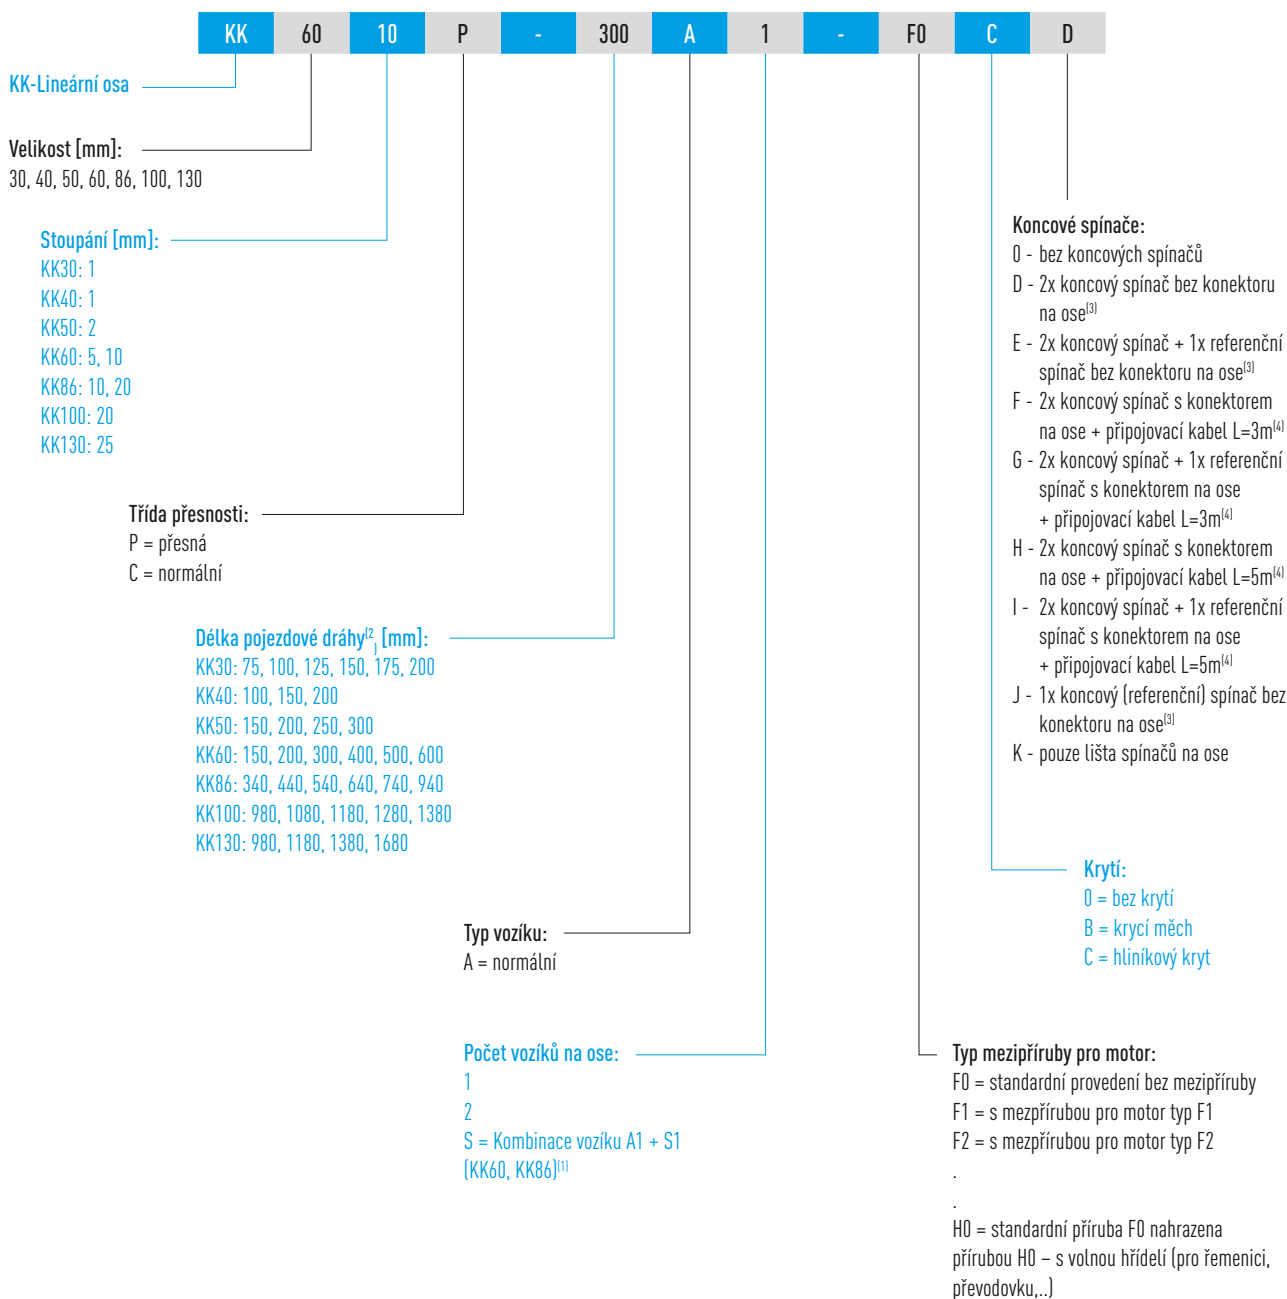 KK 60 10 P - 300 A 1 - F0 C D
KK-Lineární osa
Velikost [mm]:
30, 40, 50, 60, 86, 100, 130
Stoupání [mm]:
KK30: 1
KK40: 1
KK50: 2
KK60: 5, 10
KK86: 10, 20
KK100: 20
KK130: 25
Třída přesnosti:
P = přesná
C = normální
Délka pojezdové dráhy(2) [mm]:
KK30: 75, 100, 125, 150, 175, 200
KK40: 100, 150, 200
KK50: 150, 200, 250, 300
KK60: 150, 200, 300, 400, 500, 600
KK86: 340, 440, 540, 640, 740, 940
KK100: 980, 1080, 1180, 1280, 1380
KK130: 980, 1180, 1380, 1680
Typ vozíku:
A = normální
Počet vozíků na ose:
1
2
S = Kombinace vozíku A1 + S1
(KK60, KK86)(1)
Koncové spínače:
0 - bez koncových spínačů
D - 2x koncový spínač bez konektoru
na ose(3)
E - 2x koncový spínač + 1x referenční
spínač bez konektoru na ose(3)
F - 2x koncový spínač s konektorem
na ose + připojovací kabel L=3m(4)
G - 2x koncový spínač + 1x referenční
spínač s konektorem na ose
+ připojovací kabel L=3m(4)
H - 2x koncový spínač s konektorem
na ose + připojovací kabel L=5m(4)
I - 2x koncový spínač + 1x referenční
spínač s konektorem na ose
+ připojovací kabel L=5m(4)
J - 1x koncový (referenční) spínač bez
konektoru na ose(3)
K - pouze lišta spínačů na ose
Krytí:
0 = bez krytí
B = krycí měch
C = hliníkový kryt
Typ mezipříruby pro motor:
F0 = standardní provedení bez mezipříruby
F1 = s mezpřírubou pro motor typ F1
F2 = s mezpřírubou pro motor typ F2
.
.
H0 = standardní příruba F0 nahrazena
přírubou H0 – s volnou hřídelí (pro řemenici,
převodovku,..)